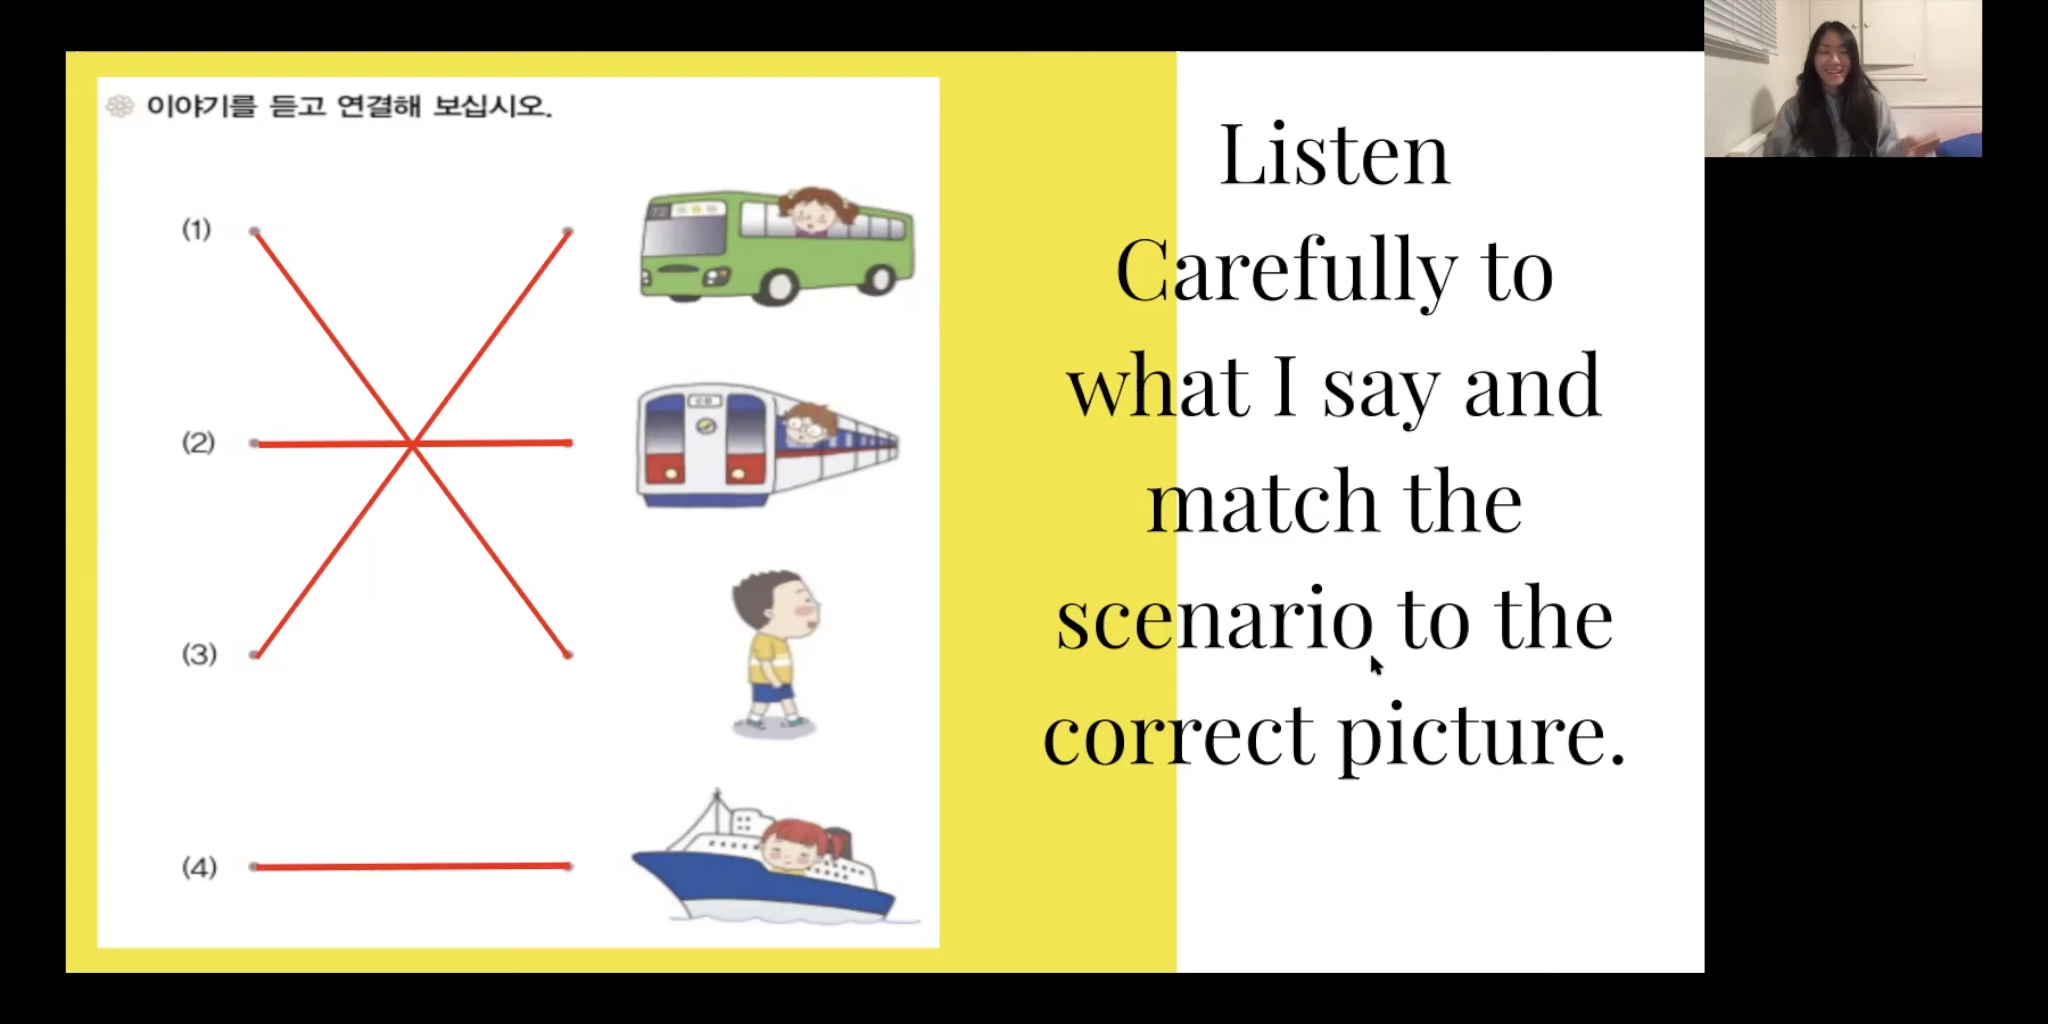 이야기를 듣고 연결해 보십시오.
(1)
(2)
(3)
(4)
Listen
Carefully to
what I say and
match the
scenario to the
correct picture.